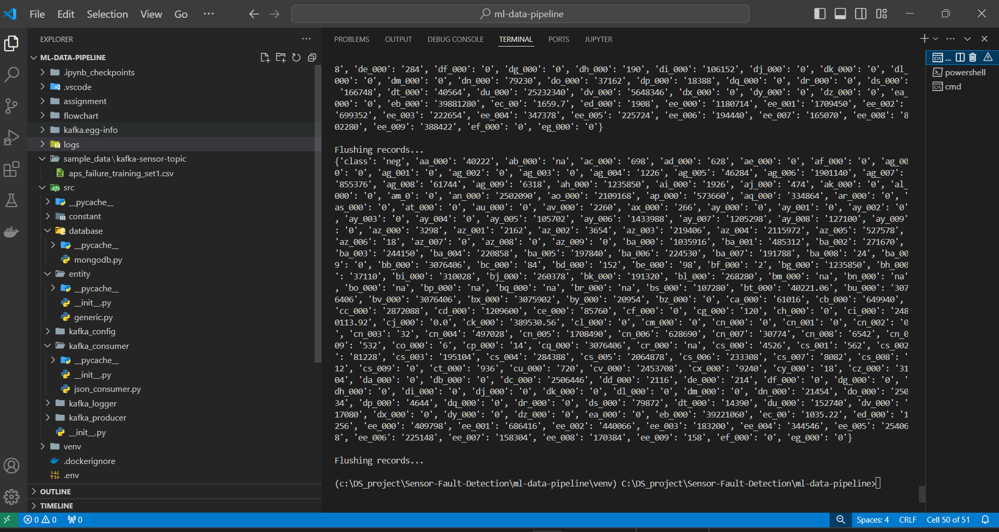 File Edit Selection View Go ··· ml-data-pipeline
EXPLORER ···
ML-DATA-PIPELINE
.ipynb_checkpoints
.vscode
assignment
flowchart
kafka.egg-info
logs
sample_data\kafka-sensor-topic
aps_failure_training_set1.csv
src
__pycache__
constant
database
__pycache__
mongodb.py
entity
__pycache__
__init__.py
generic.py
kafka_config
kafka_consumer
__pycache__
__init__.py
json_consumer.py
kafka_logger
kafka_producer
__init__.py
venv
.dockerignore
.env
OUTLINE
TIMELINE
PROBLEMS OUTPUT DEBUG CONSOLE TERMINAL PORTS JUPYTER
8', 'de_000': '284', 'df_000': '0', 'dg_000': '0', 'dh_000': '190', 'di_000': '106152', 'dj_000': '0', 'dk_000': '0', 'dl_
000': '0', 'dm_000': '0', 'dn_000': '79230', 'do_000': '37162', 'dp_000': '18388', 'dq_000': '0', 'dr_000': '0', 'ds_000':
'166748', 'dt_000': '40564', 'du_000': '25232340', 'dv_000': '5648346', 'dx_000': '0', 'dy_000': '0', 'dz_000': '0', 'ea_
000': '0', 'eb_000': '39881280', 'ec_00': '1659.7', 'ed_000': '1908', 'ee_000': '1180714', 'ee_001': '1709450', 'ee_002':
'699352', 'ee_003': '222654', 'ee_004': '347378', 'ee_005': '225724', 'ee_006': '194440', 'ee_007': '165070', 'ee_008': '8
02280', 'ee_009': '388422', 'ef_000': '0', 'eg_000': '0'}
Flushing records...
{'class': 'neg', 'aa_000': '40222', 'ab_000': 'na', 'ac_000': '698', 'ad_000': '628', 'ae_000': '0', 'af_000': '0', 'ag_00
0': '0', 'ag_001': '0', 'ag_002': '0', 'ag_003': '0', 'ag_004': '1226', 'ag_005': '46284', 'ag_006': '1901140', 'ag_007':
'855376', 'ag_008': '61744', 'ag_009': '6318', 'ah_000': '1235850', 'ai_000': '1926', 'aj_000': '474', 'ak_000': '0', 'al_
000': '0', 'am_0': '0', 'an_000': '2502090', 'ao_000': '2109168', 'ap_000': '573660', 'aq_000': '334864', 'ar_000': '0', '
as_000': '0', 'at_000': '0', 'au_000': '0', 'av_000': '2260', 'ax_000': '266', 'ay_000': '0', 'ay_001': '0', 'ay_002': '0'
, 'ay_003': '0', 'ay_004': '0', 'ay_005': '105702', 'ay_006': '1433988', 'ay_007': '1205298', 'ay_008': '127100', 'ay_009'
: '0', 'az_000': '3298', 'az_001': '2162', 'az_002': '3654', 'az_003': '219406', 'az_004': '2115972', 'az_005': '527578',
'az_006': '18', 'az_007': '0', 'az_008': '0', 'az_009': '0', 'ba_000': '1035916', 'ba_001': '485312', 'ba_002': '271670',
'ba_003': '244150', 'ba_004': '220858', 'ba_005': '197840', 'ba_006': '224530', 'ba_007': '191788', 'ba_008': '24', 'ba_00
9': '0', 'bb_000': '3076406', 'bc_000': '84', 'bd_000': '152', 'be_000': '98', 'bf_000': '2', 'bg_000': '1235850', 'bh_000
': '37110', 'bi_000': '310028', 'bj_000': '260378', 'bk_000': '191320', 'bl_000': '268280', 'bm_000': 'na', 'bn_000': 'na'
, 'bo_000': 'na', 'bp_000': 'na', 'bq_000': 'na', 'br_000': 'na', 'bs_000': '107280', 'bt_000': '40221.06', 'bu_000': '307
6406', 'bv_000': '3076406', 'bx_000': '3075902', 'by_000': '20954', 'bz_000': '0', 'ca_000': '61016', 'cb_000': '649940',
'cc_000': '2872088', 'cd_000': '1209600', 'ce_000': '85760', 'cf_000': '0', 'cg_000': '120', 'ch_000': '0', 'ci_000': '248
0113.92', 'cj_000': '0.0', 'ck_000': '389530.56', 'cl_000': '0', 'cm_000': '0', 'cn_000': '0', 'cn_001': '0', 'cn_002': '0
', 'cn_003': '32', 'cn_004': '497028', 'cn_005': '1708490', 'cn_006': '628690', 'cn_007': '30774', 'cn_008': '6542', 'cn_0
09': '532', 'co_000': '6', 'cp_000': '14', 'cq_000': '3076406', 'cr_000': 'na', 'cs_000': '4526', 'cs_001': '562', 'cs_002
': '81228', 'cs_003': '195104', 'cs_004': '284388', 'cs_005': '2064878', 'cs_006': '233308', 'cs_007': '8082', 'cs_008': '
12', 'cs_009': '0', 'ct_000': '936', 'cu_000': '720', 'cv_000': '2453708', 'cx_000': '9240', 'cy_000': '18', 'cz_000': '31
04', 'da_000': '0', 'db_000': '0', 'dc_000': '2506446', 'dd_000': '2116', 'de_000': '214', 'df_000': '0', 'dg_000': '0', '
dh_000': '0', 'di_000': '0', 'dj_000': '0', 'dk_000': '0', 'dl_000': '0', 'dm_000': '0', 'dn_000': '21454', 'do_000': '250
34', 'dp_000': '4644', 'dq_000': '0', 'dr_000': '0', 'ds_000': '79872', 'dt_000': '14390', 'du_000': '152740', 'dv_000': '
17080', 'dx_000': '0', 'dy_000': '0', 'dz_000': '0', 'ea_000': '0', 'eb_000': '39221060', 'ec_00': '1035.22', 'ed_000': '1
256', 'ee_000': '409798', 'ee_001': '686416', 'ee_002': '440066', 'ee_003': '183200', 'ee_004': '344546', 'ee_005': '25406
8', 'ee_006': '225148', 'ee_007': '158304', 'ee_008': '170384', 'ee_009': '158', 'ef_000': '0', 'eg_000': '0'}
Flushing records...
(c:\DS_project\Sensor-Fault-Detection\ml-data-pipeline\venv) C:\DS_project\Sensor-Fault-Detection\ml-data-pipeline>
...
powershell
cmd
0 0 0 Spaces: 4 CRLF Cell 50 of 51